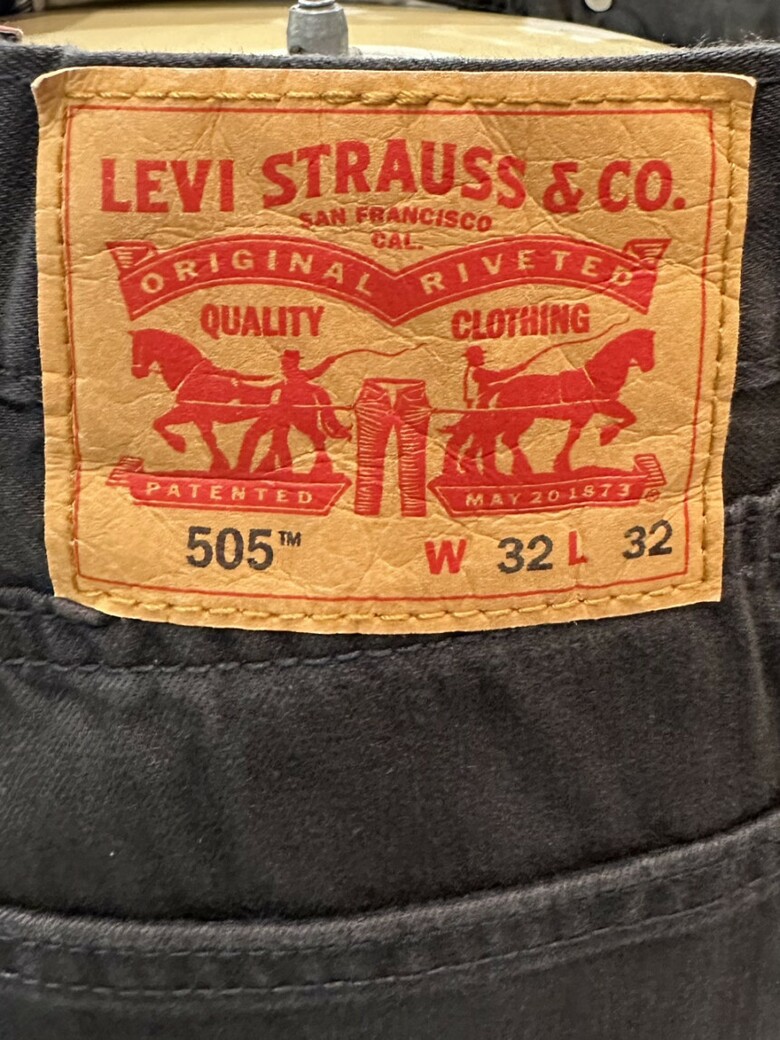 LEVI STRAUSS & CO.
SAN FRANCISCO
CAL.
ORIGINAL RIVETED
QUALITY CLOTHING
PATENTED MAY 20 1873 ®
505™ W 32 L 32